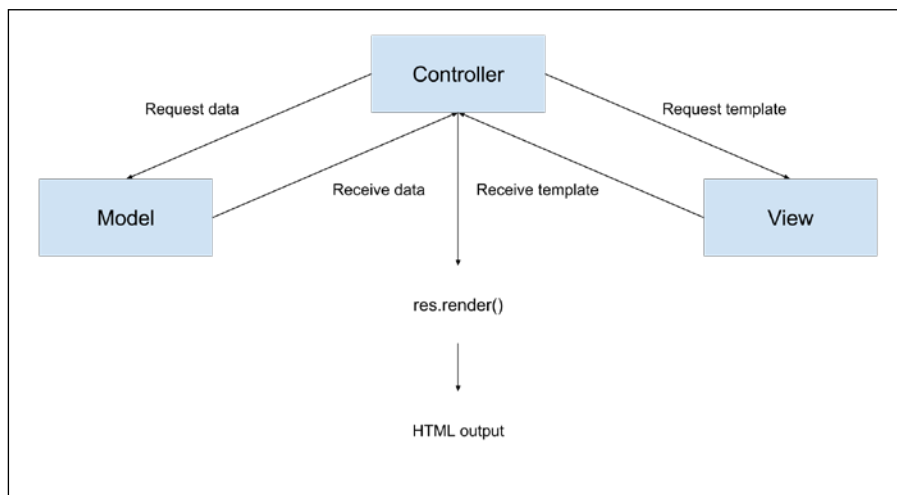 Controller
Request data
Request template
Model
Receive data
Receive template
View
res.render()
HTML output